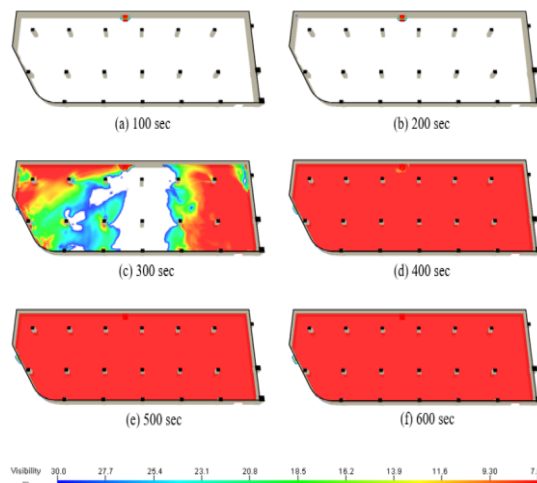 (a) 100 sec
(b) 200 sec
(c) 300 sec
(d) 400 sec
(e) 500 sec
(f) 600 sec
Visibility 30.0 27.7 25.4 23.1 20.8 18.5 16.2 13.9 11.6 9.30